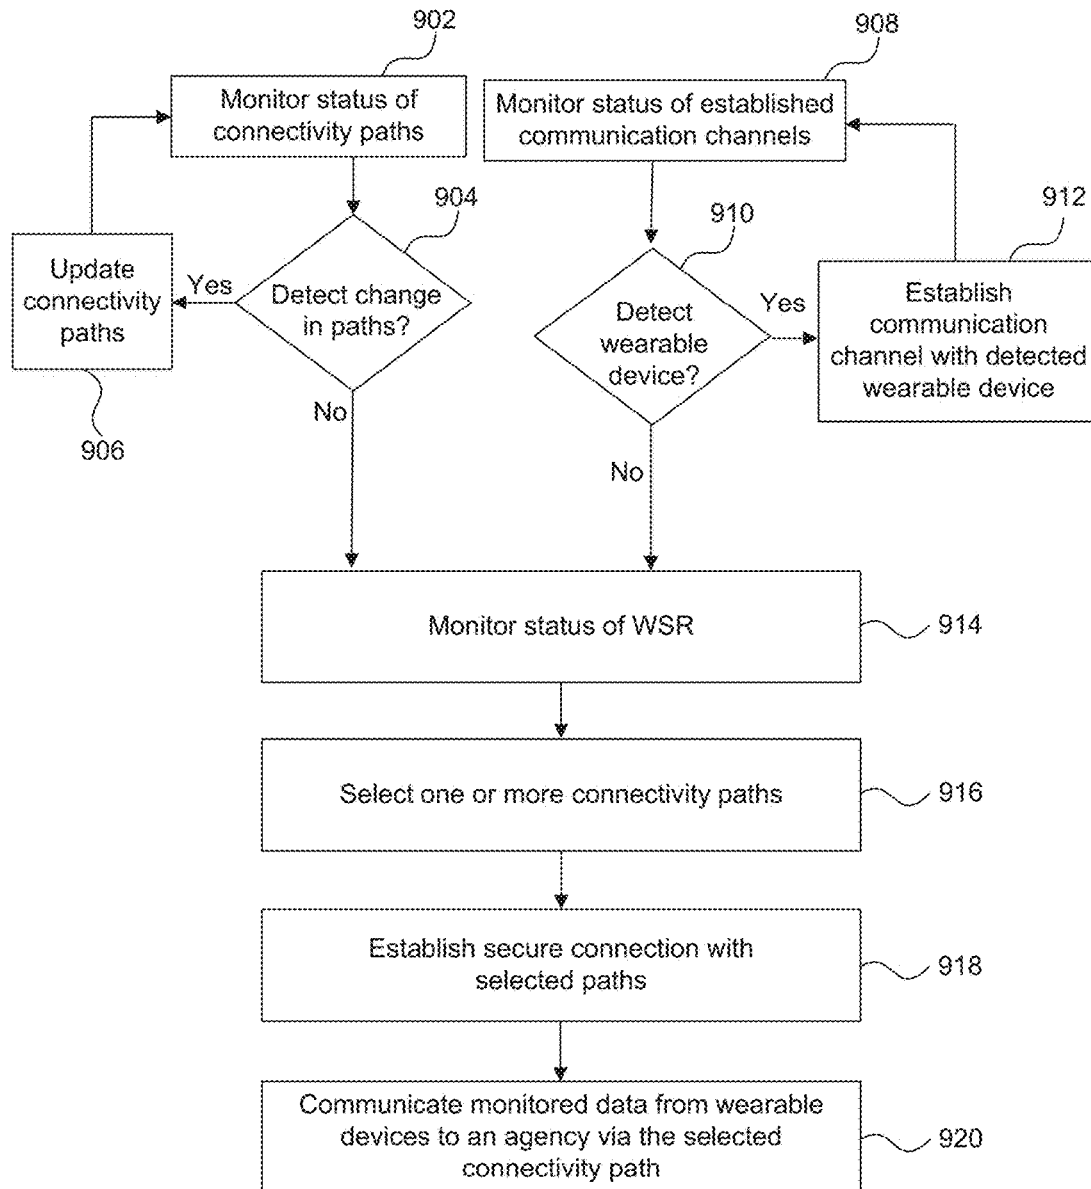 902
Monitor status of
connectivity paths
908
Monitor status of established
communication channels
904
Detect change
in paths?
Yes
Update
connectivity
paths
906
No
910
Detect
wearable
device?
Yes
912
Establish
communication
channel with detected
wearable device
No
Monitor status of WSR
914
Select one or more connectivity paths
916
Establish secure connection with
selected paths
918
Communicate monitored data from wearable
devices to an agency via the selected
connectivity path
920